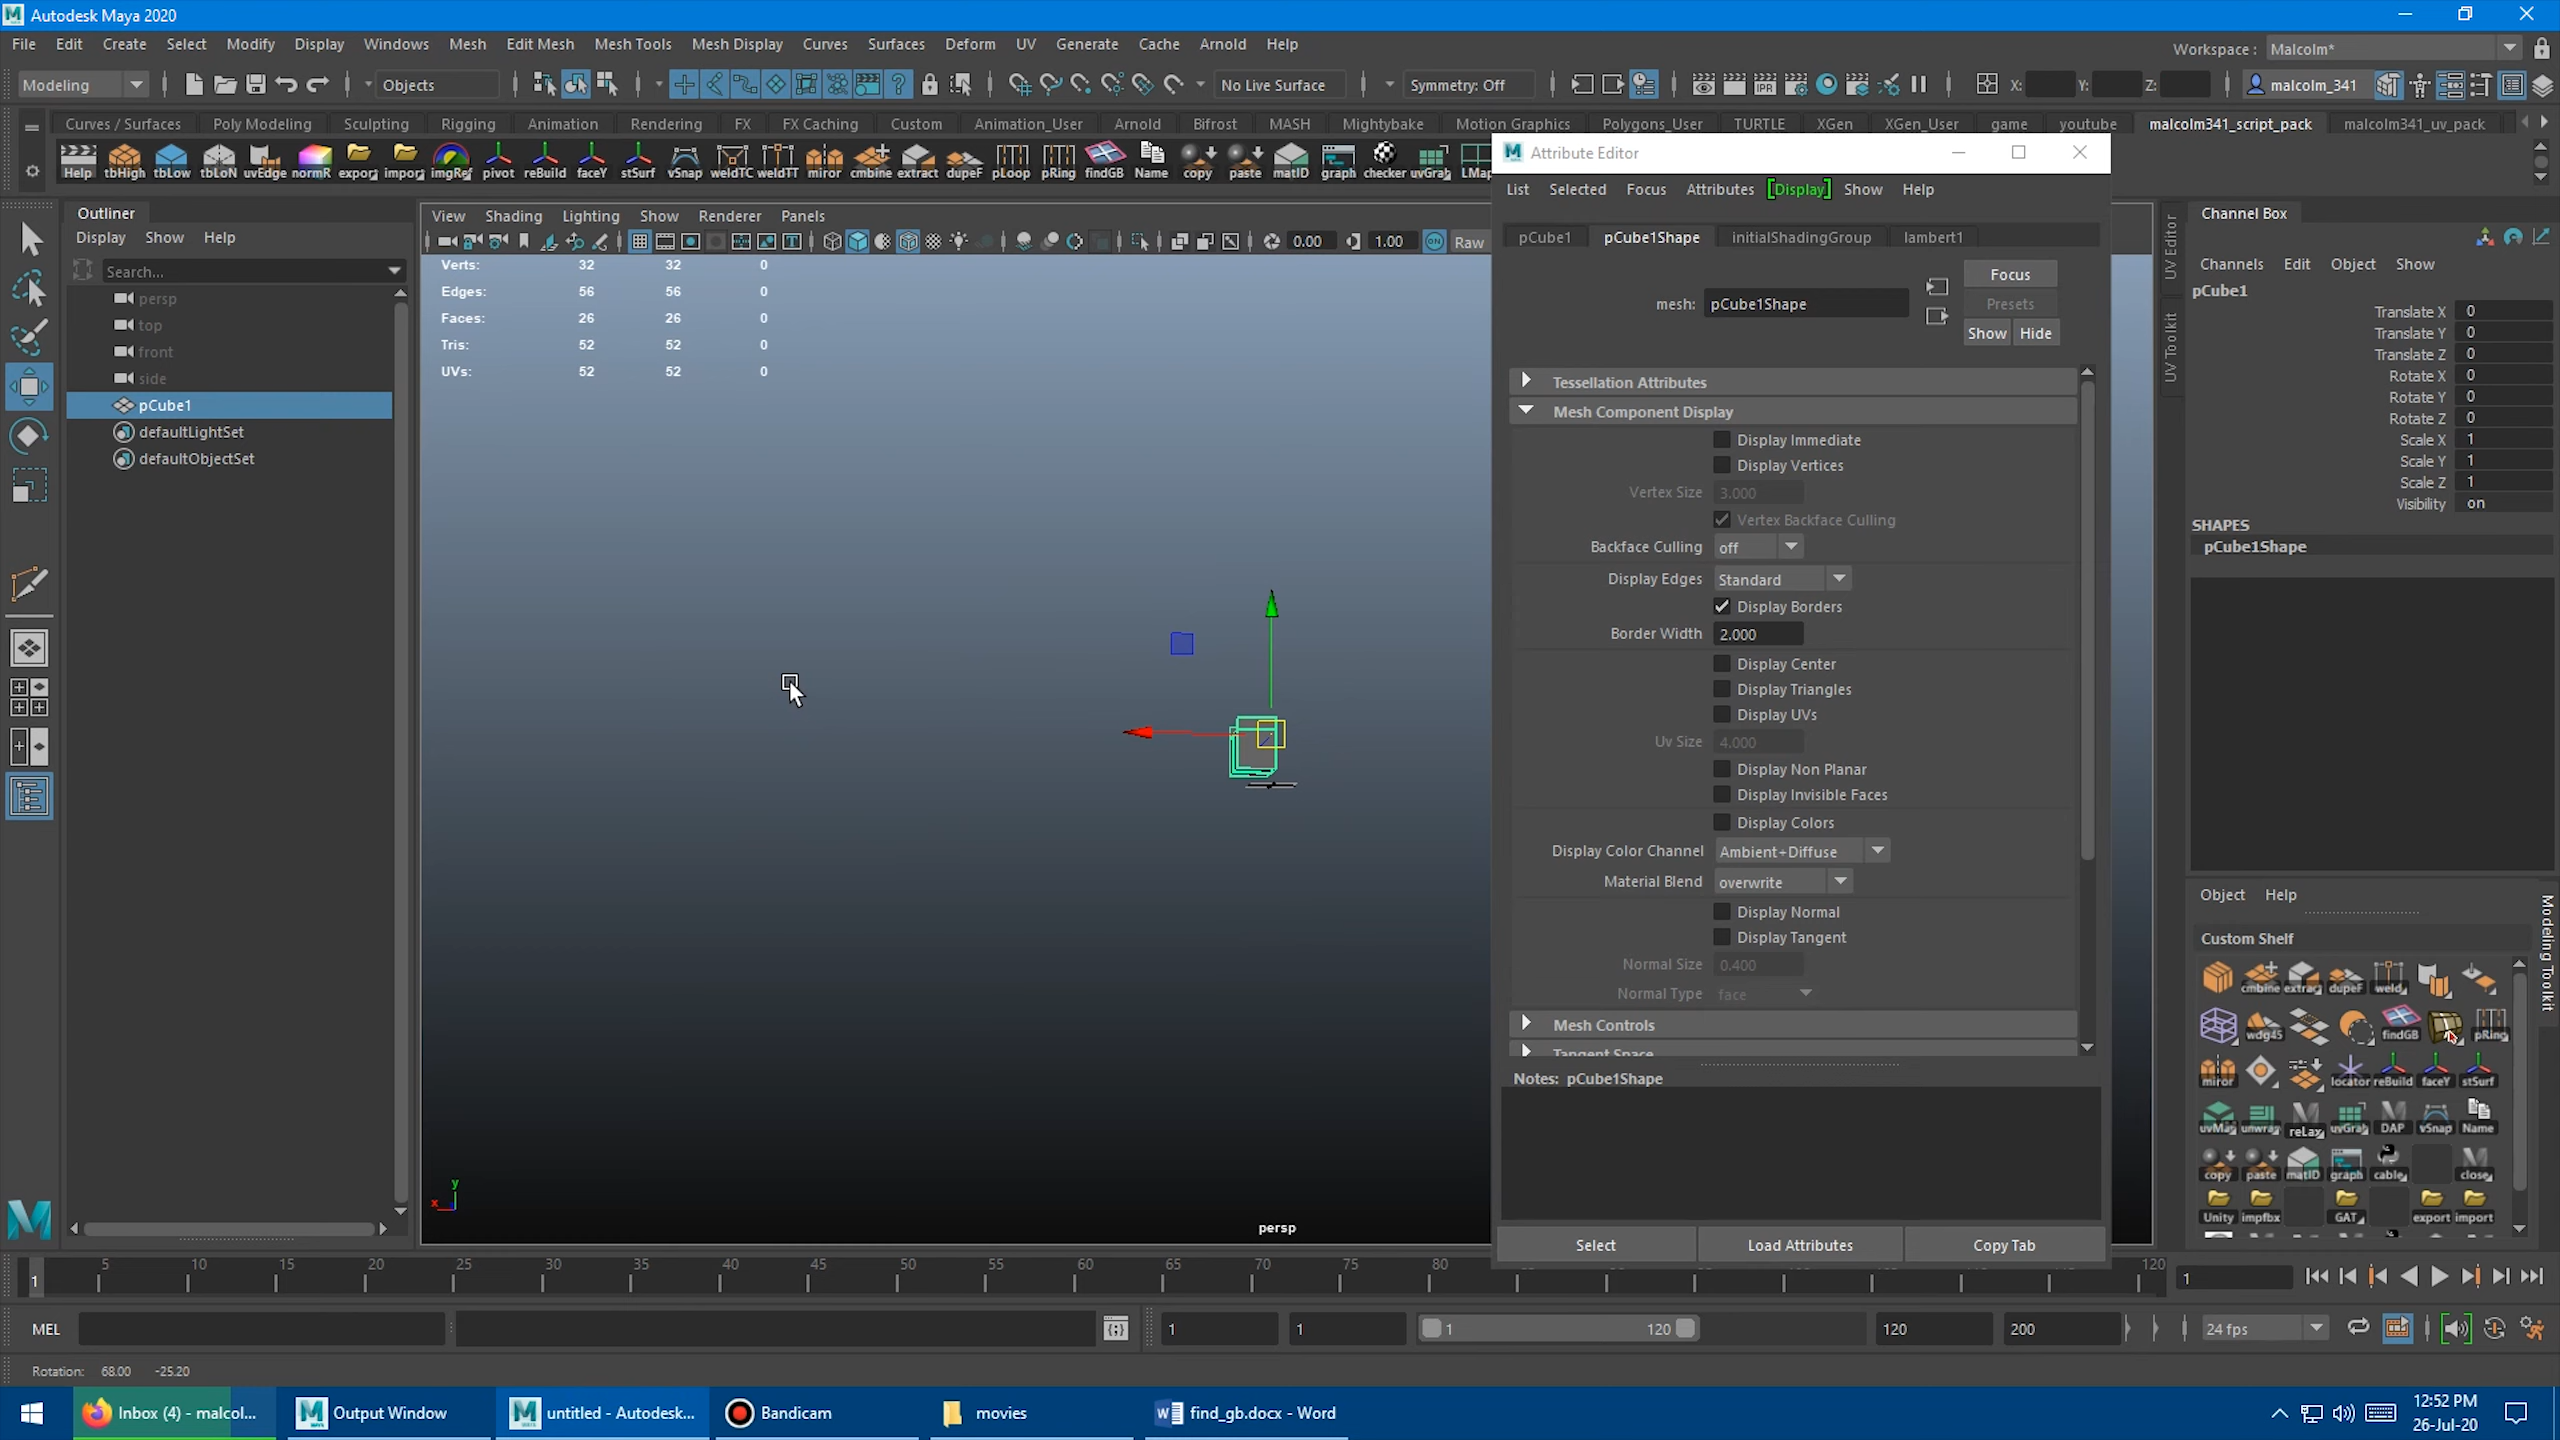 Autodesk Maya 2020
File Edit Create Select Modify Display Windows Mesh Edit Mesh Mesh Tools Mesh Display Curves Surfaces Deform UV Generate Cache Arnold Help
Workspace : Malcolm*
Modeling Objects No Live Surface Symmetry: Off X: Y: Z: malcolm_341
Curves / Surfaces Poly Modeling Sculpting Rigging Animation Rendering FX FX Caching Custom Animation_User Arnold Bifrost MASH Mightybake Motion Graphics Polygons_User TURTLE XGen XGen_User game youtube malcolm341_script_pack malcolm341_uv_pack
Help tbHigh tbLow tbLoN uvEdge normR expor impor imgRef pivot reBuild faceY stSurf vSnap weldTC weldTT miror cmbine extract dupeF pLoop pRing findGB Name copy paste matID graph checker uvGra LMap
Outliner
Display Show Help
Search...
persp
top
front
side
pCube1
defaultLightSet
defaultObjectSet
View Shading Lighting Show Renderer Panels
0.00 1.00 ON Raw
Verts: 32 32 0
Edges: 56 56 0
Faces: 26 26 0
Tris: 52 52 0
UVs: 52 52 0
y
x
persp
Attribute Editor
List Selected Focus Attributes Display Show Help
pCube1 pCube1Shape initialShadingGroup lambert1
Focus
mesh: pCube1Shape
Presets
Show Hide
Tessellation Attributes
Mesh Component Display
Display Immediate
Display Vertices
Vertex Size 3.000
Vertex Backface Culling
Backface Culling off
Display Edges Standard
Display Borders
Border Width 2.000
Display Center
Display Triangles
Display UVs
Uv Size 4.000
Display Non Planar
Display Invisible Faces
Display Colors
Display Color Channel Ambient+Diffuse
Material Blend overwrite
Display Normal
Display Tangent
Normal Size 0.400
Normal Type face
Mesh Controls
Tangent Space
Notes: pCube1Shape
Select Load Attributes Copy Tab
UV Editor
UV Toolkit
Channel Box
Channels Edit Object Show
pCube1
Translate X 0
Translate Y 0
Translate Z 0
Rotate X 0
Rotate Y 0
Rotate Z 0
Scale X 1
Scale Y 1
Scale Z 1
Visibility on
SHAPES
pCube1Shape
Object Help
Modeling Toolkit
Custom Shelf
cmbine extrac dupeF weld
wdg45 findGB pRing
miror locator reBuild faceY stSurf
uvMa unwra reLax uvGra DAP vSnap Name
copy paste matID graph cable close
Unity impfbx GAT export import
1 5 10 15 20 25 30 35 40 45 50 55 60 65 70 75 80 120 1
MEL 1 1 1 120 120 200 24 fps
Rotation: 68.00 -25.20
Inbox (4) - malcol... Output Window untitled - Autodesk... Bandicam movies find_gb.docx - Word
12:52 PM
26-Jul-20